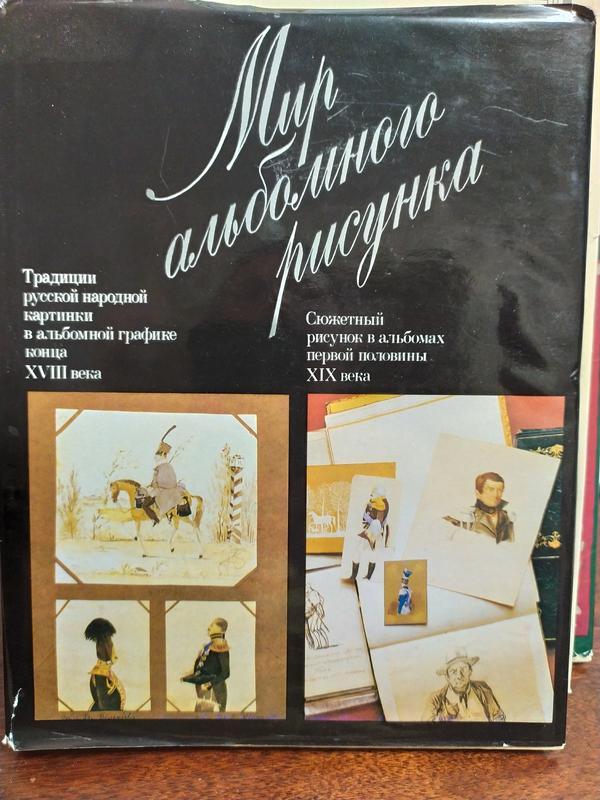 Мир
альбомного
рисунка
Традиции
русской народной
картинки
в альбомной графике
конца
XVIII века
Сюжетный
рисунок в альбомах
первой половины
XIX века